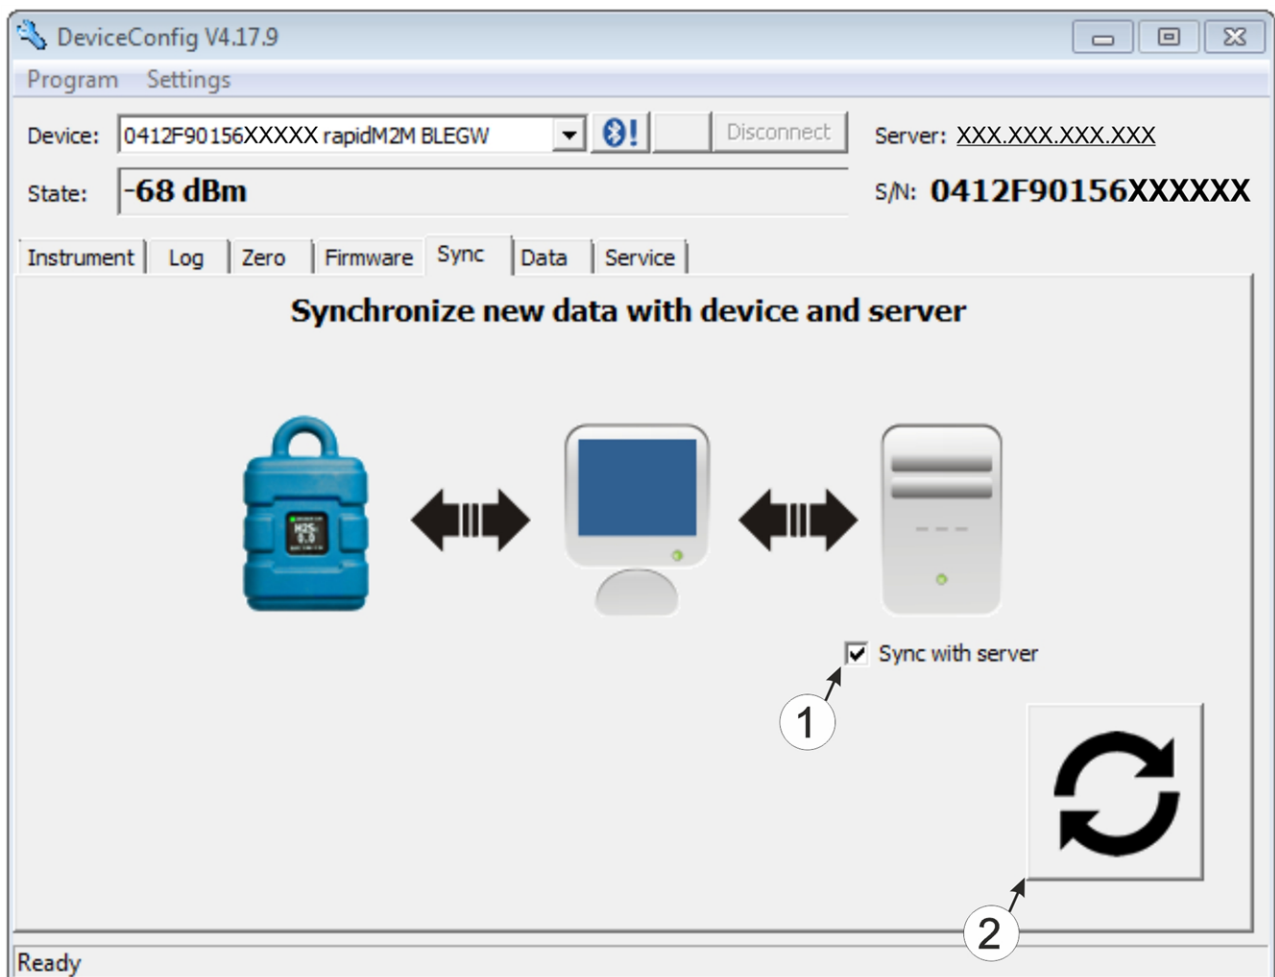 DeviceConfig V4.17.9
Program Settings
Device: 0412F90156XXXXX rapidM2M BLEGW ! Disconnect Server: XXX.XXX.XXX.XXX
State: -68 dBm S/N: 0412F90156XXXXXX
Instrument Log Zero Firmware Sync Data Service
Synchronize new data with device and server
H2S:
0.0
Sync with server
1
2
Ready